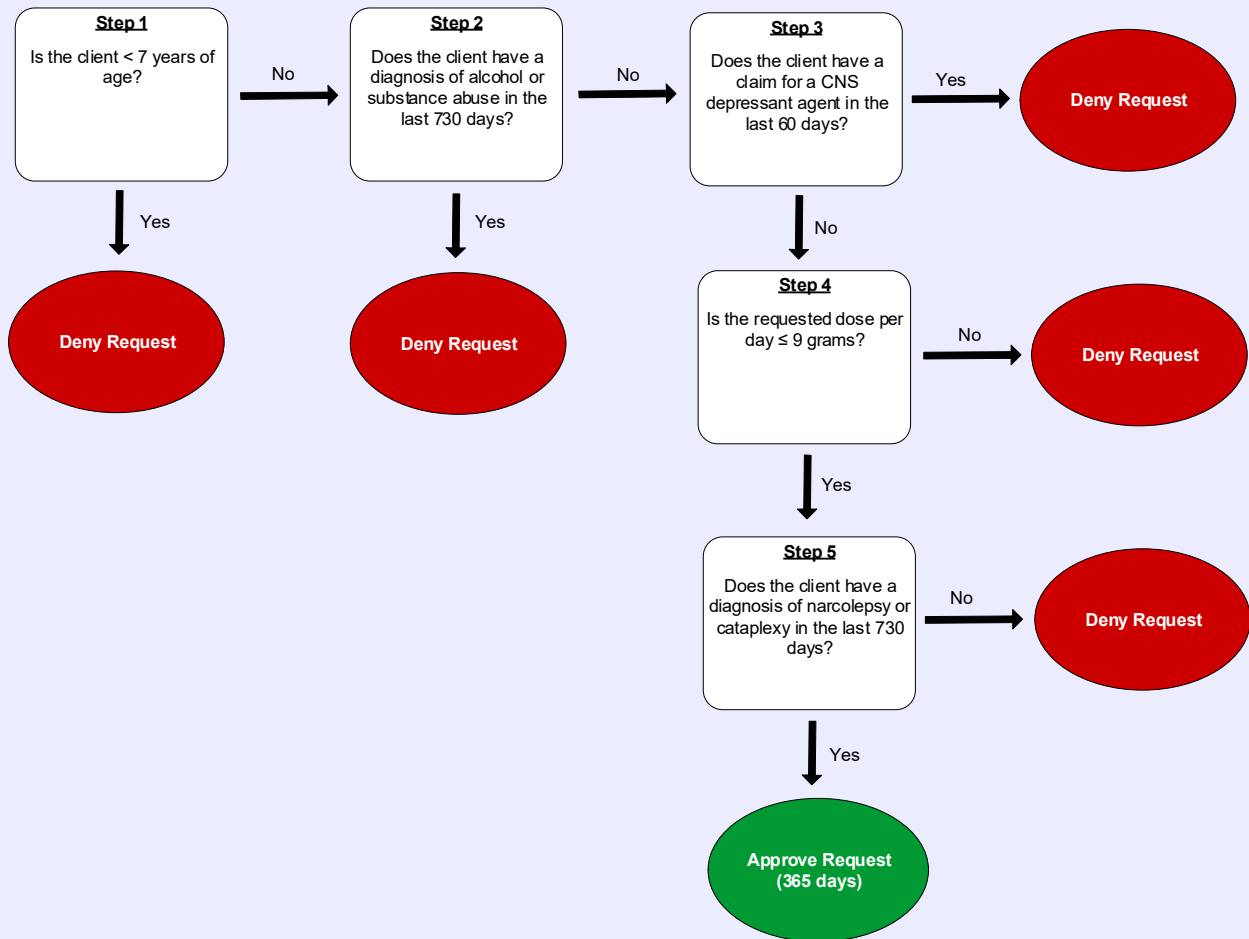 Step 1
Is the client < 7 years of
age?
No
Yes
Deny Request
Step 2
Does the client have a
diagnosis of alcohol or
substance abuse in the
last 730 days?
No
Yes
Deny Request
Step 3
Does the client have a
claim for a CNS
depressant agent in the
last 60 days?
Yes
Deny Request
No
Step 4
Is the requested dose per
day ≤ 9 grams?
No
Deny Request
Yes
Step 5
Does the client have a
diagnosis of narcolepsy or
cataplexy in the last 730
days?
No
Deny Request
Yes
Approve Request
(365 days)